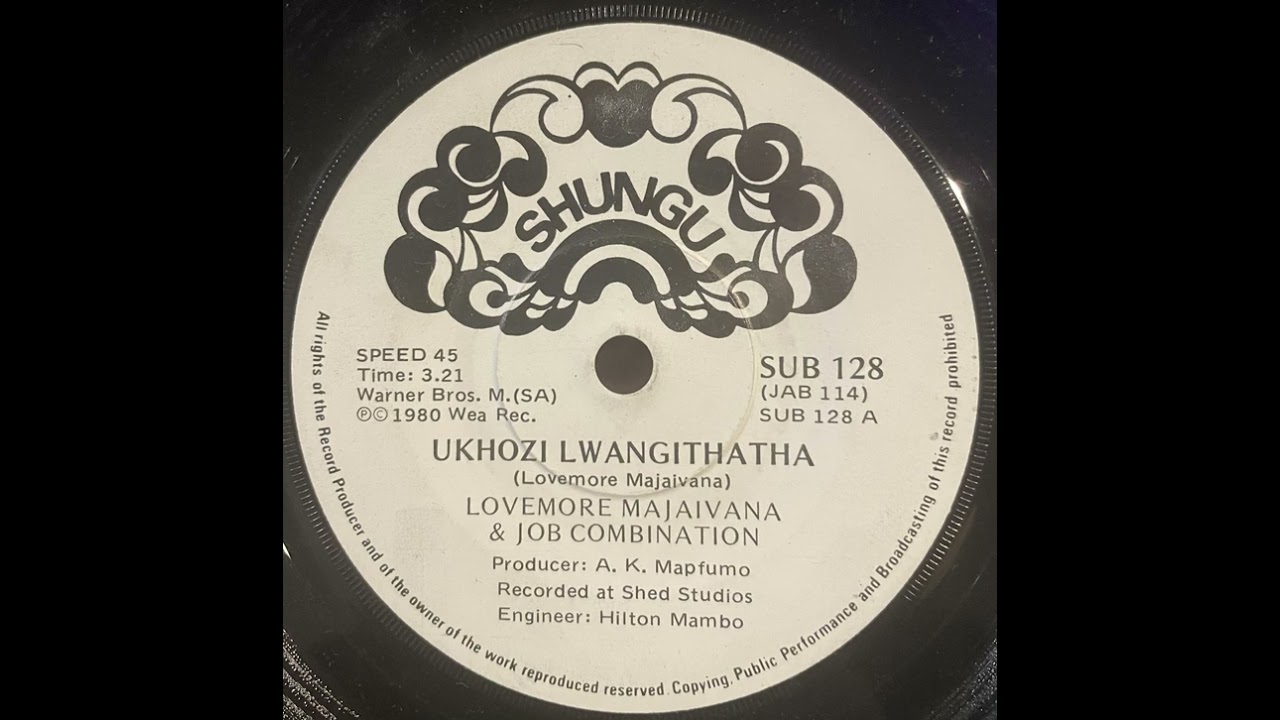 SHUNGU
SPEED 45
Time: 3.21
Warner Bros. M.(SA)
℗© 1980 Wea Rec.
SUB 128
(JAB 114)
SUB 128 A
UKHOZI LWANGITHATHA
(Lovemore Majaivana)
LOVEMORE MAJAIVANA
& JOB COMBINATION
Producer: A. K. Mapfumo
Recorded at Shed Studios
Engineer: Hilton Mambo
All rights of the Record Producer and of the owner of the work reproduced reserved. Copying, Public Performance and Broadcasting of this record prohibited